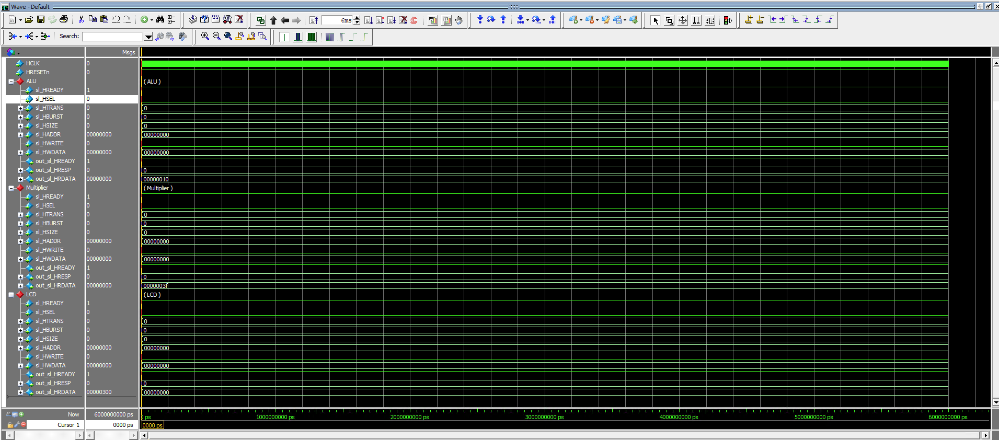 Wave - Default
6ms
Search:
Msgs
HCLK 0
HRESETn 0
ALU ( ALU )
sl_HREADY 1
sl_HSEL 0
sl_HTRANS 0 0
sl_HBURST 0 0
sl_HSIZE 0 0
sl_HADDR 00000000 00000000
sl_HWRITE 0
sl_HWDATA 00000000 00000000
out_sl_HREADY 1
out_sl_HRESP 0 0
out_sl_HRDATA 00000000 00000010
Multiplier ( Multiplier )
sl_HREADY 1
sl_HSEL 0
sl_HTRANS 0 0
sl_HBURST 0 0
sl_HSIZE 0 0
sl_HADDR 00000000 00000000
sl_HWRITE 0
sl_HWDATA 00000000 00000000
out_sl_HREADY 1
out_sl_HRESP 0 0
out_sl_HRDATA 00000000 0000003f
LCD ( LCD )
sl_HREADY 1
sl_HSEL 0
sl_HTRANS 0 0
sl_HBURST 0 0
sl_HSIZE 0 0
sl_HADDR 00000000 00000000
sl_HWRITE 0
sl_HWDATA 00000000 00000000
out_sl_HREADY 1
out_sl_HRESP 0 0
out_sl_HRDATA 00000300 00000000
Now 6000000000 ps 0 ps 1000000000 ps 2000000000 ps 3000000000 ps 4000000000 ps 5000000000 ps 6000000000 ps
Cursor 1 0000 ps 0000 ps